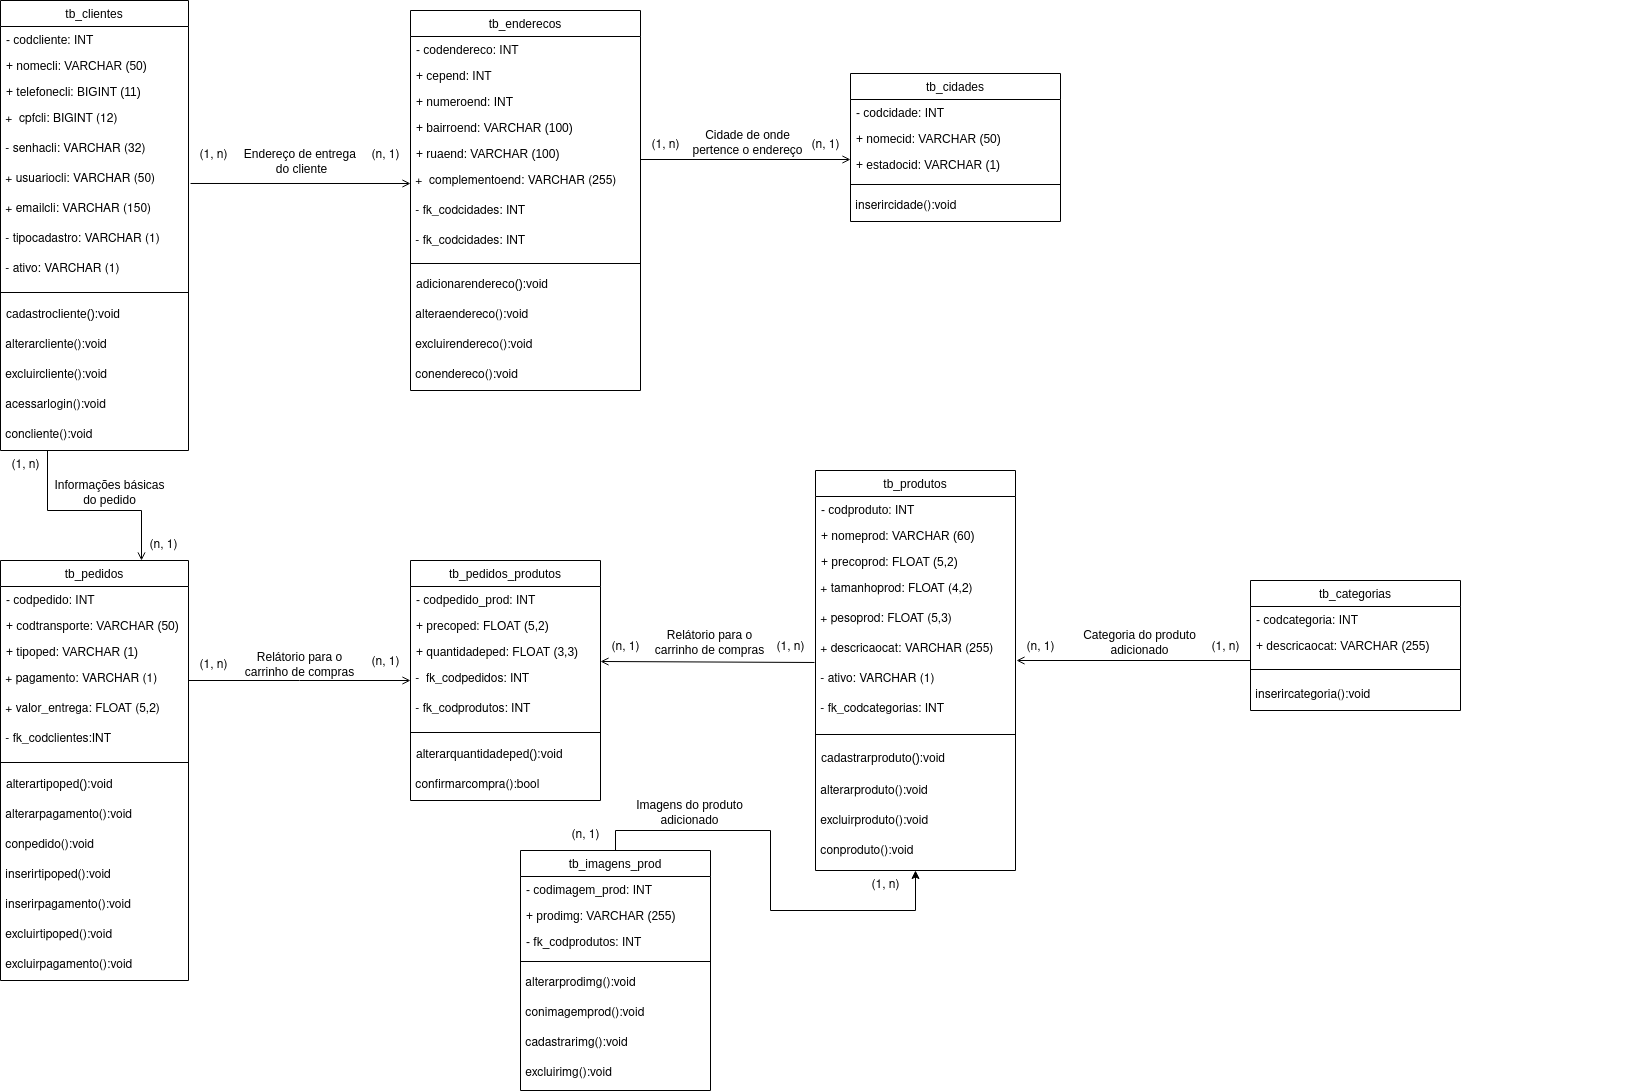 tb_clientes
- codcliente: INT
+ nomecli: VARCHAR (50)
+ telefonecli: BIGINT (11)
+ cpfcli: BIGINT (12)
- senhacli: VARCHAR (32)
+ usuariocli: VARCHAR (50)
+ emailcli: VARCHAR (150)
- tipocadastro: VARCHAR (1)
- ativo: VARCHAR (1)
cadastrocliente():void
alterarcliente():void
excluircliente():void
acessarlogin():void
concliente():void
(1, n)
Endereço de entrega
do cliente
(n, 1)
tb_enderecos
- codendereco: INT
+ cepend: INT
+ numeroend: INT
+ bairroend: VARCHAR (100)
+ ruaend: VARCHAR (100)
+ complementoend: VARCHAR (255)
- fk_codcidades: INT
- fk_codcidades: INT
adicionarendereco():void
alteraendereco():void
excluirendereco():void
conendereco():void
(1, n)
Cidade de onde
pertence o endereço
(n, 1)
tb_cidades
- codcidade: INT
+ nomecid: VARCHAR (50)
+ estadocid: VARCHAR (1)
inserircidade():void
(1, n)
Informações básicas
do pedido
(n, 1)
tb_pedidos
- codpedido: INT
+ codtransporte: VARCHAR (50)
+ tipoped: VARCHAR (1)
+ pagamento: VARCHAR (1)
+ valor_entrega: FLOAT (5,2)
- fk_codclientes:INT
alterartipoped():void
alterarpagamento():void
conpedido():void
inserirtipoped():void
inserirpagamento():void
excluirtipoped():void
excluirpagamento():void
(1, n)
Relátorio para o
carrinho de compras
(n, 1)
tb_pedidos_produtos
- codpedido_prod: INT
+ precoped: FLOAT (5,2)
+ quantidadeped: FLOAT (3,3)
- fk_codpedidos: INT
- fk_codprodutos: INT
alterarquantidadeped():void
confirmarcompra():bool
(n, 1)
Relátorio para o
carrinho de compras
(1, n)
tb_produtos
- codproduto: INT
+ nomeprod: VARCHAR (60)
+ precoprod: FLOAT (5,2)
+ tamanhoprod: FLOAT (4,2)
+ pesoprod: FLOAT (5,3)
+ descricaocat: VARCHAR (255)
- ativo: VARCHAR (1)
- fk_codcategorias: INT
cadastrarproduto():void
alterarproduto():void
excluirproduto():void
conproduto():void
(n, 1)
Categoria do produto
adicionado
(1, n)
tb_categorias
- codcategoria: INT
+ descricaocat: VARCHAR (255)
inserircategoria():void
Imagens do produto
adicionado
(n, 1)
(1, n)
tb_imagens_prod
- codimagem_prod: INT
+ prodimg: VARCHAR (255)
- fk_codprodutos: INT
alterarprodimg():void
conimagemprod():void
cadastrarimg():void
excluirimg():void